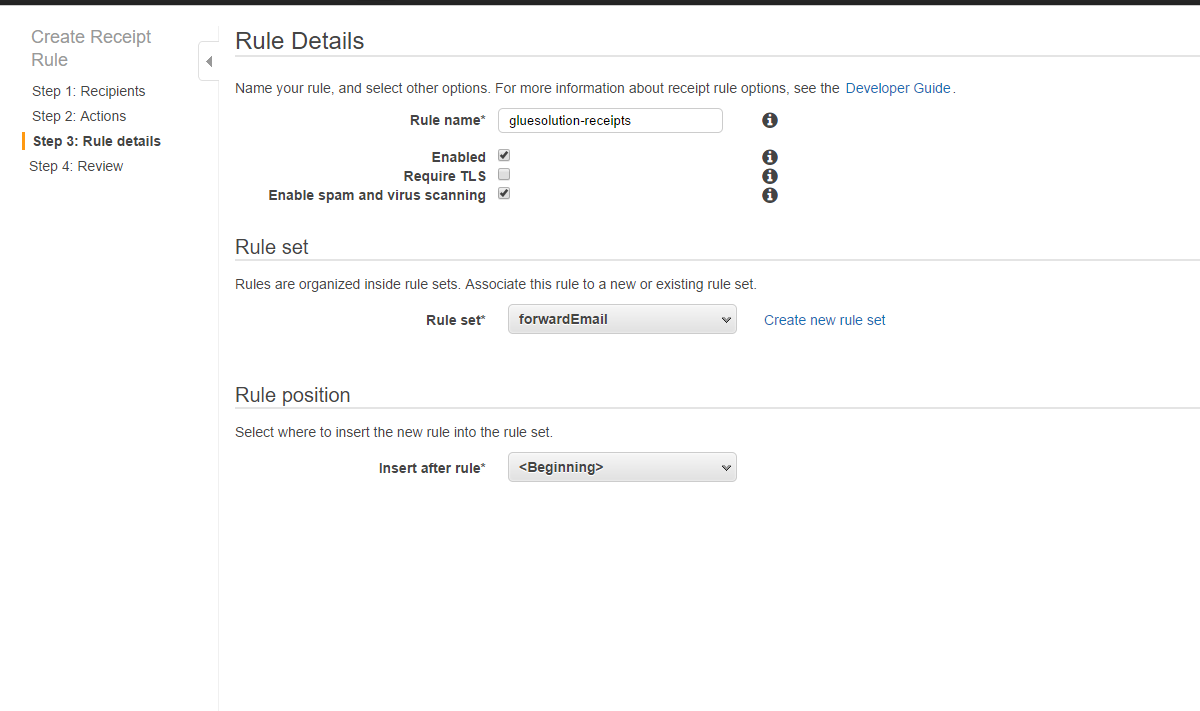 Create Receipt
Rule
Step 1: Recipients
Step 2: Actions
Step 3: Rule details
Step 4: Review
Rule Details
Name your rule, and select other options. For more information about receipt rule options, see the Developer Guide.
Rule name* gluesolution-receipts
Enabled
Require TLS
Enable spam and virus scanning
Rule set
Rules are organized inside rule sets. Associate this rule to a new or existing rule set.
Rule set* forwardEmail Create new rule set
Rule position
Select where to insert the new rule into the rule set.
Insert after rule* <Beginning>